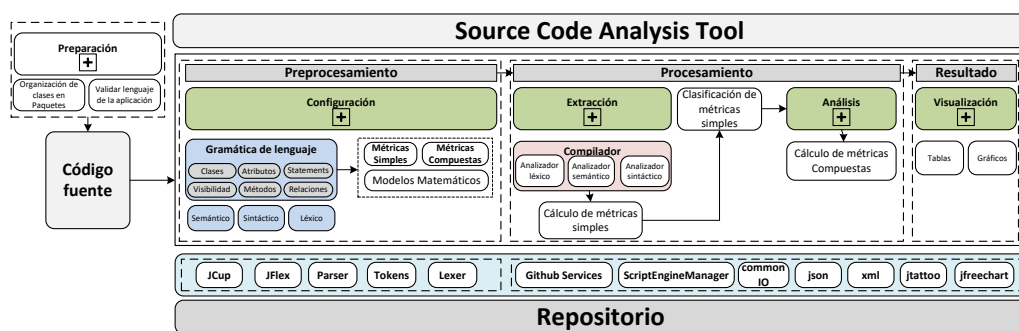 Source Code Analysis Tool
Preparación
Organización de
clases en
Paquetes
Validar lenguaje
de la aplicación
Código
fuente
Preprocesamiento
Configuración
Gramática de lenguaje
Clases
Atributos
Statements
Visibilidad
Métodos
Relaciones
Semántico
Sintáctico
Léxico
Métricas
Simples
Métricas
Compuestas
Modelos Matemáticos
Procesamiento
Extracción
Compilador
Analizador
léxico
Analizador
semántico
Analizador
sintáctico
Cálculo de métricas
simples
Clasificación de
métricas
simples
Análisis
Cálculo de métricas
Compuestas
Resultado
Visualización
Tablas
Gráficos
JCup
JFlex
Parser
Tokens
Lexer
Github Services
ScriptEngineManager
common
IO
json
xml
jtattoo
jfreechart
Repositorio